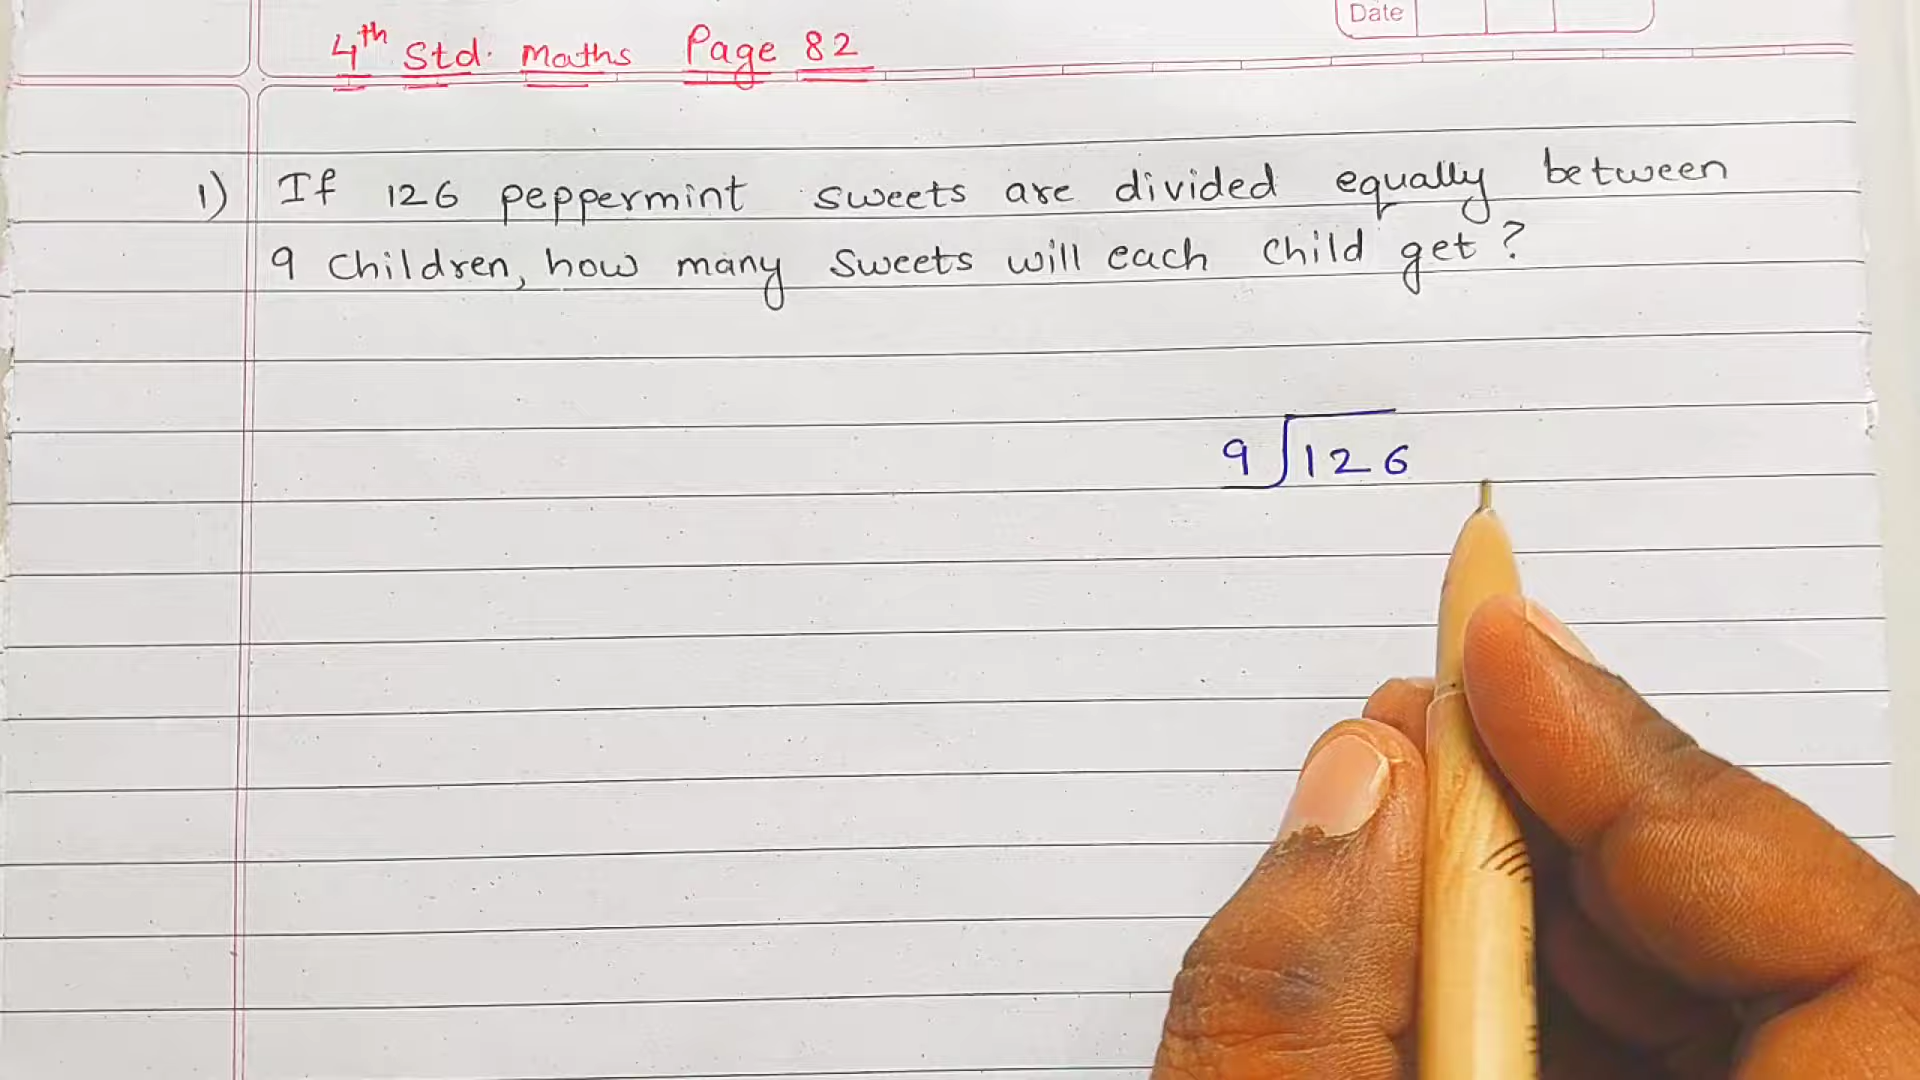 Date
4th Std. Maths Page 82
1) If 126 peppermint sweets are divided equally between
9 children, how many sweets will each child get?
9 126